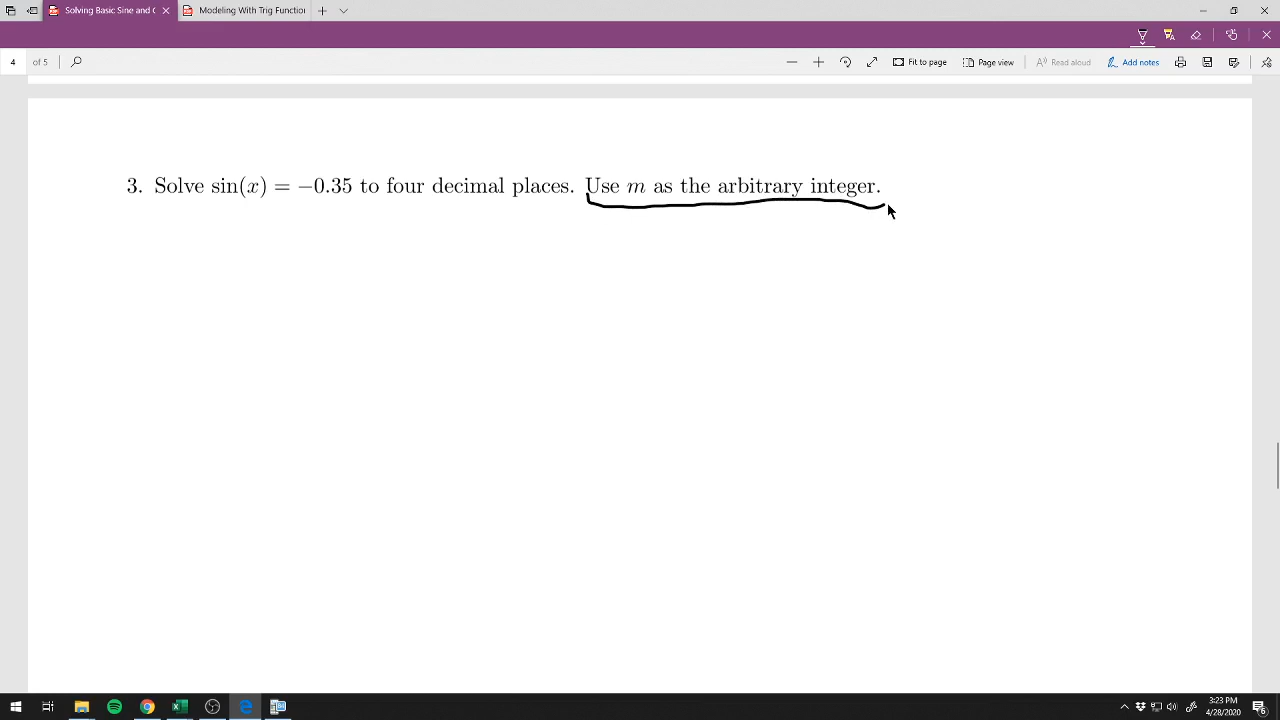 Solving Basic Sine and C
Modeling With Trig Function
4 of 5
Fit to page
Page view
Read aloud
Add notes
3. Solve sin(x) = −0.35 to four decimal places. Use m as the arbitrary integer.
3:23 PM
4/28/2020